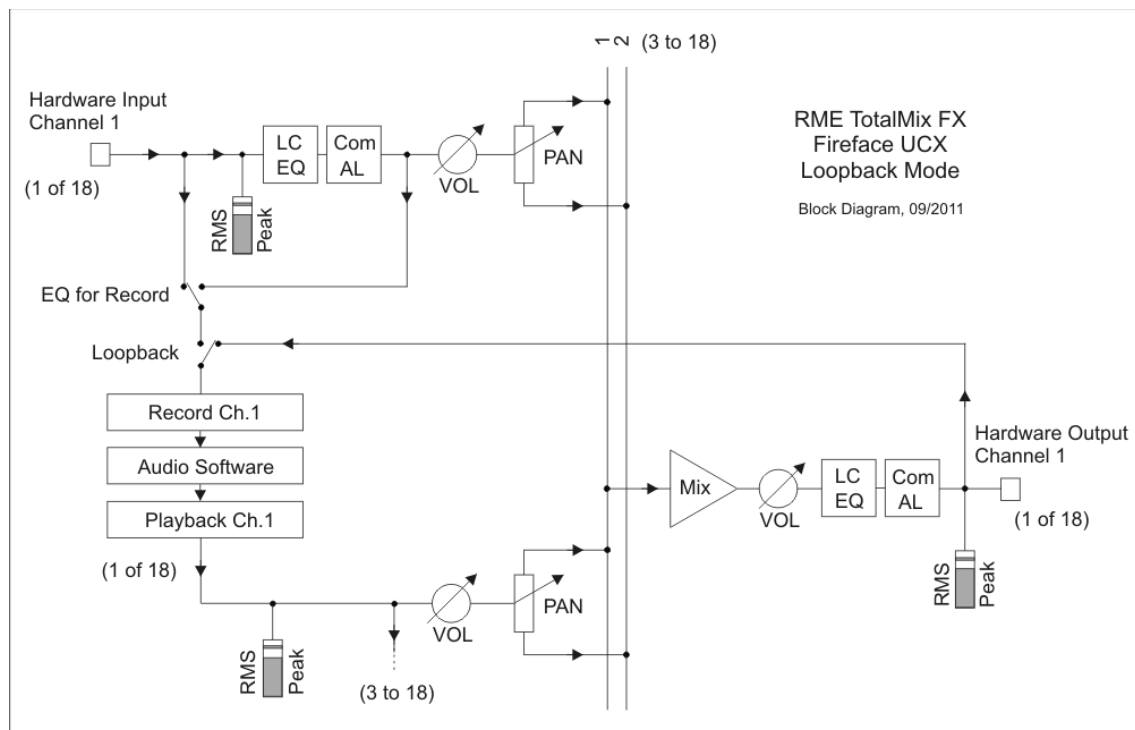 1 2 (3 to 18)
Hardware Input
Channel 1
(1 of 18)
LC
EQ
Com
AL
VOL
PAN
RMS
Peak
RME TotalMix FX
Fireface UCX
Loopback Mode
Block Diagram, 09/2011
EQ for Record
Loopback
Record Ch.1
Audio Software
Playback Ch.1
(1 of 18)
Mix
VOL
LC
EQ
Com
AL
Hardware Output
Channel 1
(1 of 18)
RMS
Peak
VOL
PAN
RMS
Peak
(3 to 18)